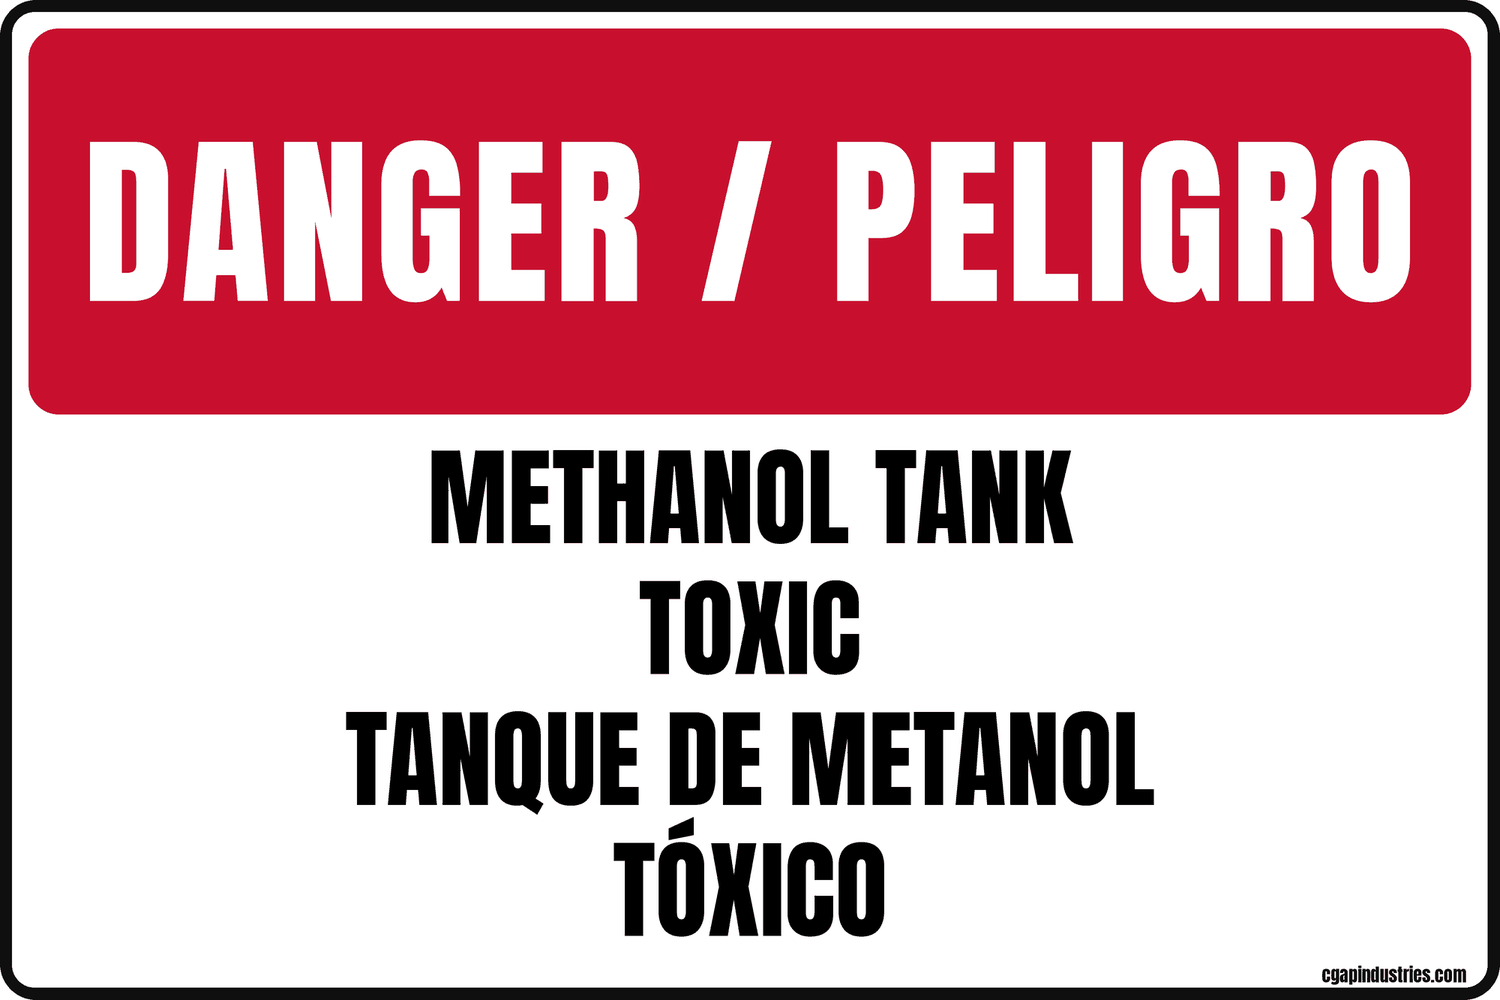 DANGER / PELIGRO
METHANOL TANK
TOXIC
TANQUE DE METANOL
TÓXICO
cgapindustries.com